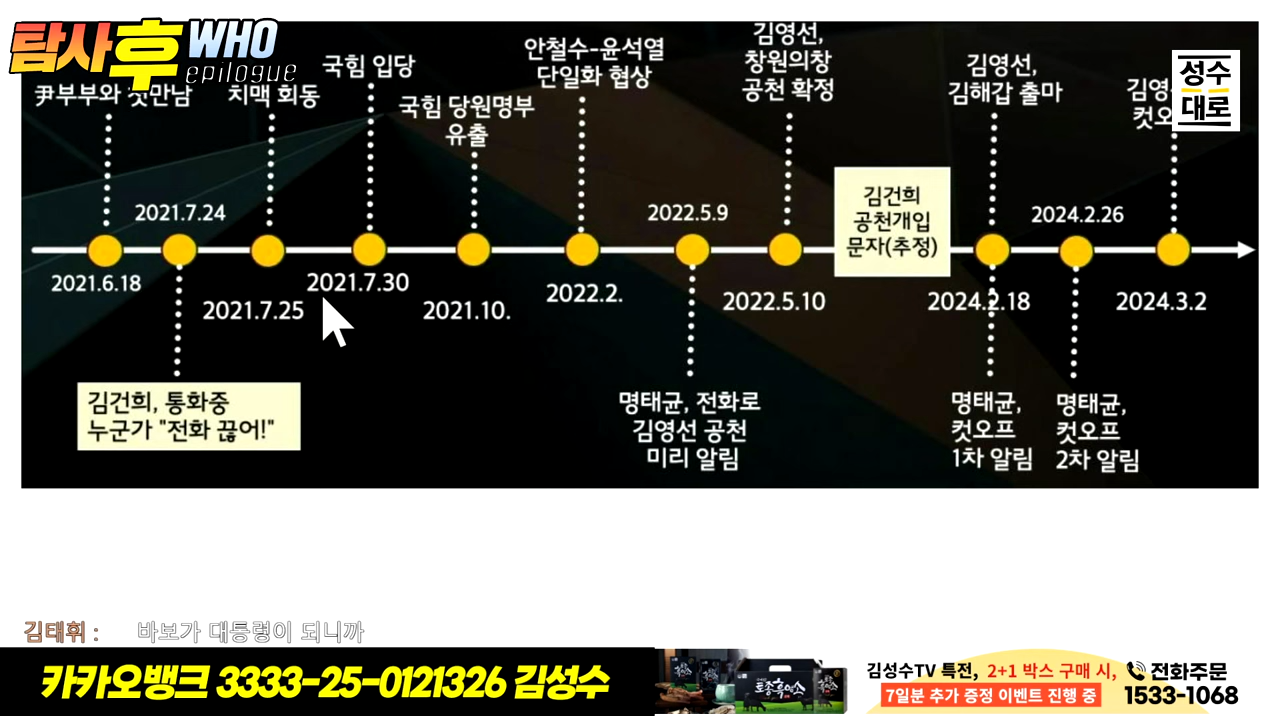 탐사후WHO
epilogue
尹부부와 첫만남
치맥 회동
국힘 입당
국힘 당원명부
유출
안철수-윤석열
단일화 협상
김영선,
창원의창
공천 확정
김해갑 출마
김영선,
성수
대로
2021.6.18
2021.7.24
2021.7.25
2021.7.30
2021.10.
2022.2.
2022.5.9
2022.5.10
김건희
공천개입
문자(추정)
2024.2.18
2024.2.26
2024.3.2
김건희, 통화중
누군가 "전화 끊어!"
명태균, 전화로
김영선 공천
미리 알림
명태균,
컷오프
1차 알림
명태균,
컷오프
2차 알림
김태휘 : 바보가 대통령이 되니까
카카오뱅크 3333-25-0121326 김성수
토종흑염소
김성수TV 특전, 2+1 박스 구매 시,
7일분 추가 증정 이벤트 진행 중
전화주문
1533-1068